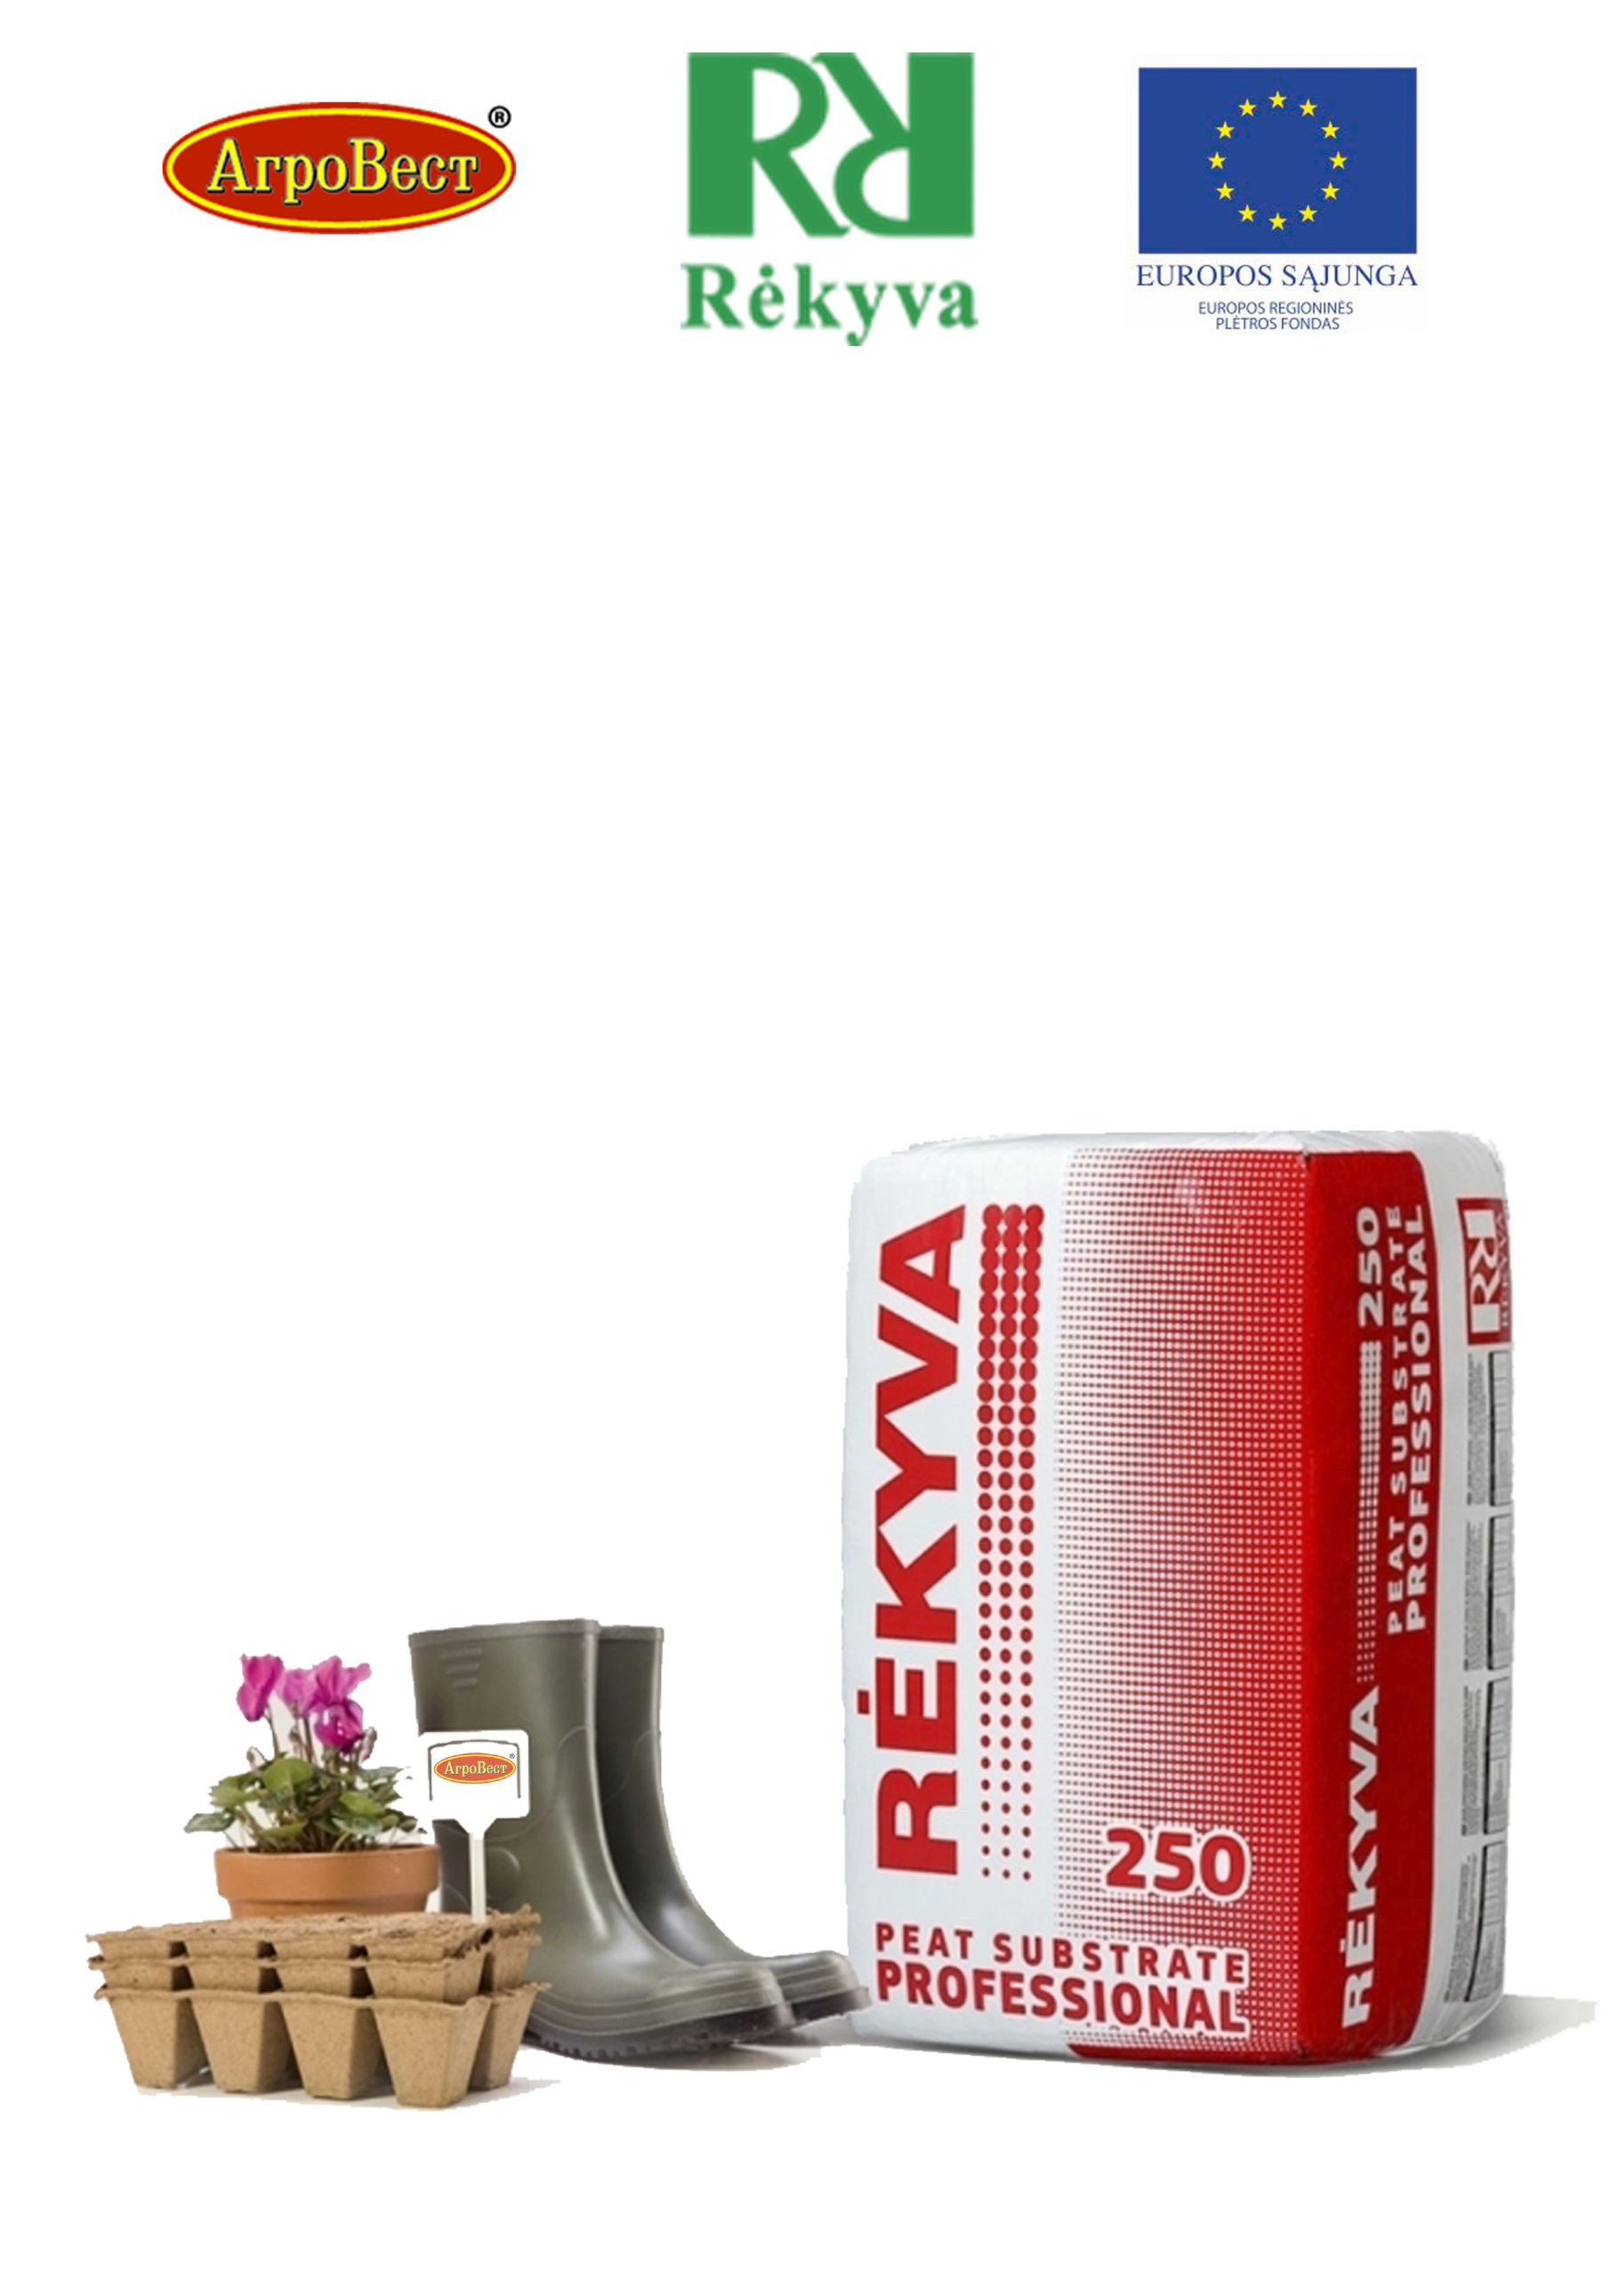 АгроВест ®
Rėkyva
EUROPOS SĄJUNGA
EUROPOS REGIONINĖS
PLĖTROS FONDAS
RĖKYVA
250
PEAT SUBSTRATE
PROFESSIONAL
RĖKYVA 250
PEAT SUBSTRATE
PROFESSIONAL
АгроВест ®